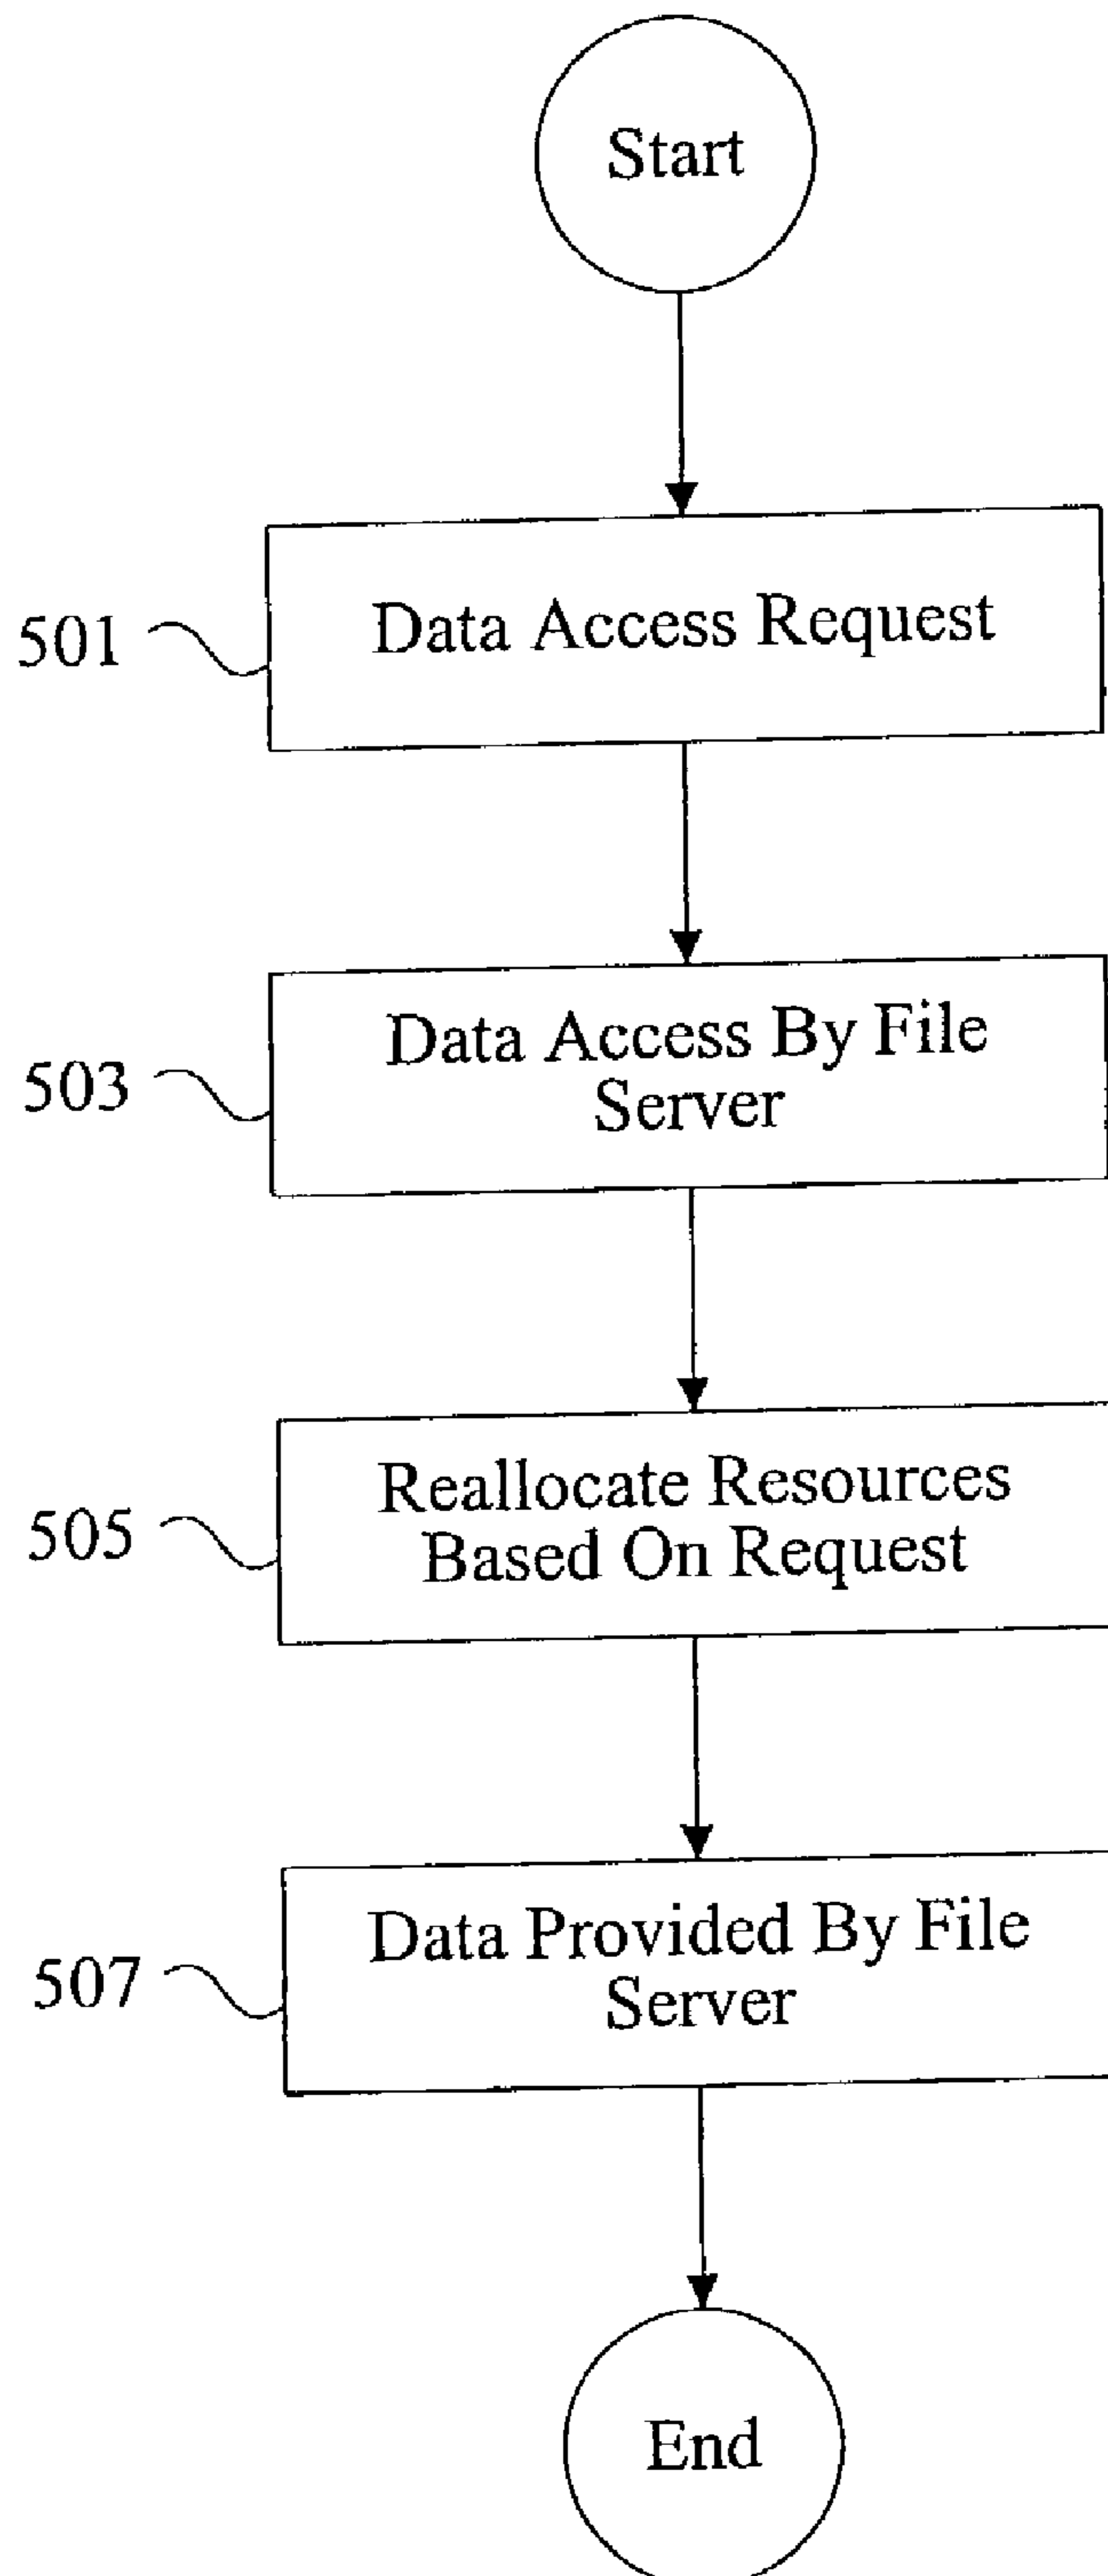 Start
501
Data Access Request
503
Data Access By File
Server
505
Reallocate Resources
Based On Request
507
Data Provided By File
Server
End